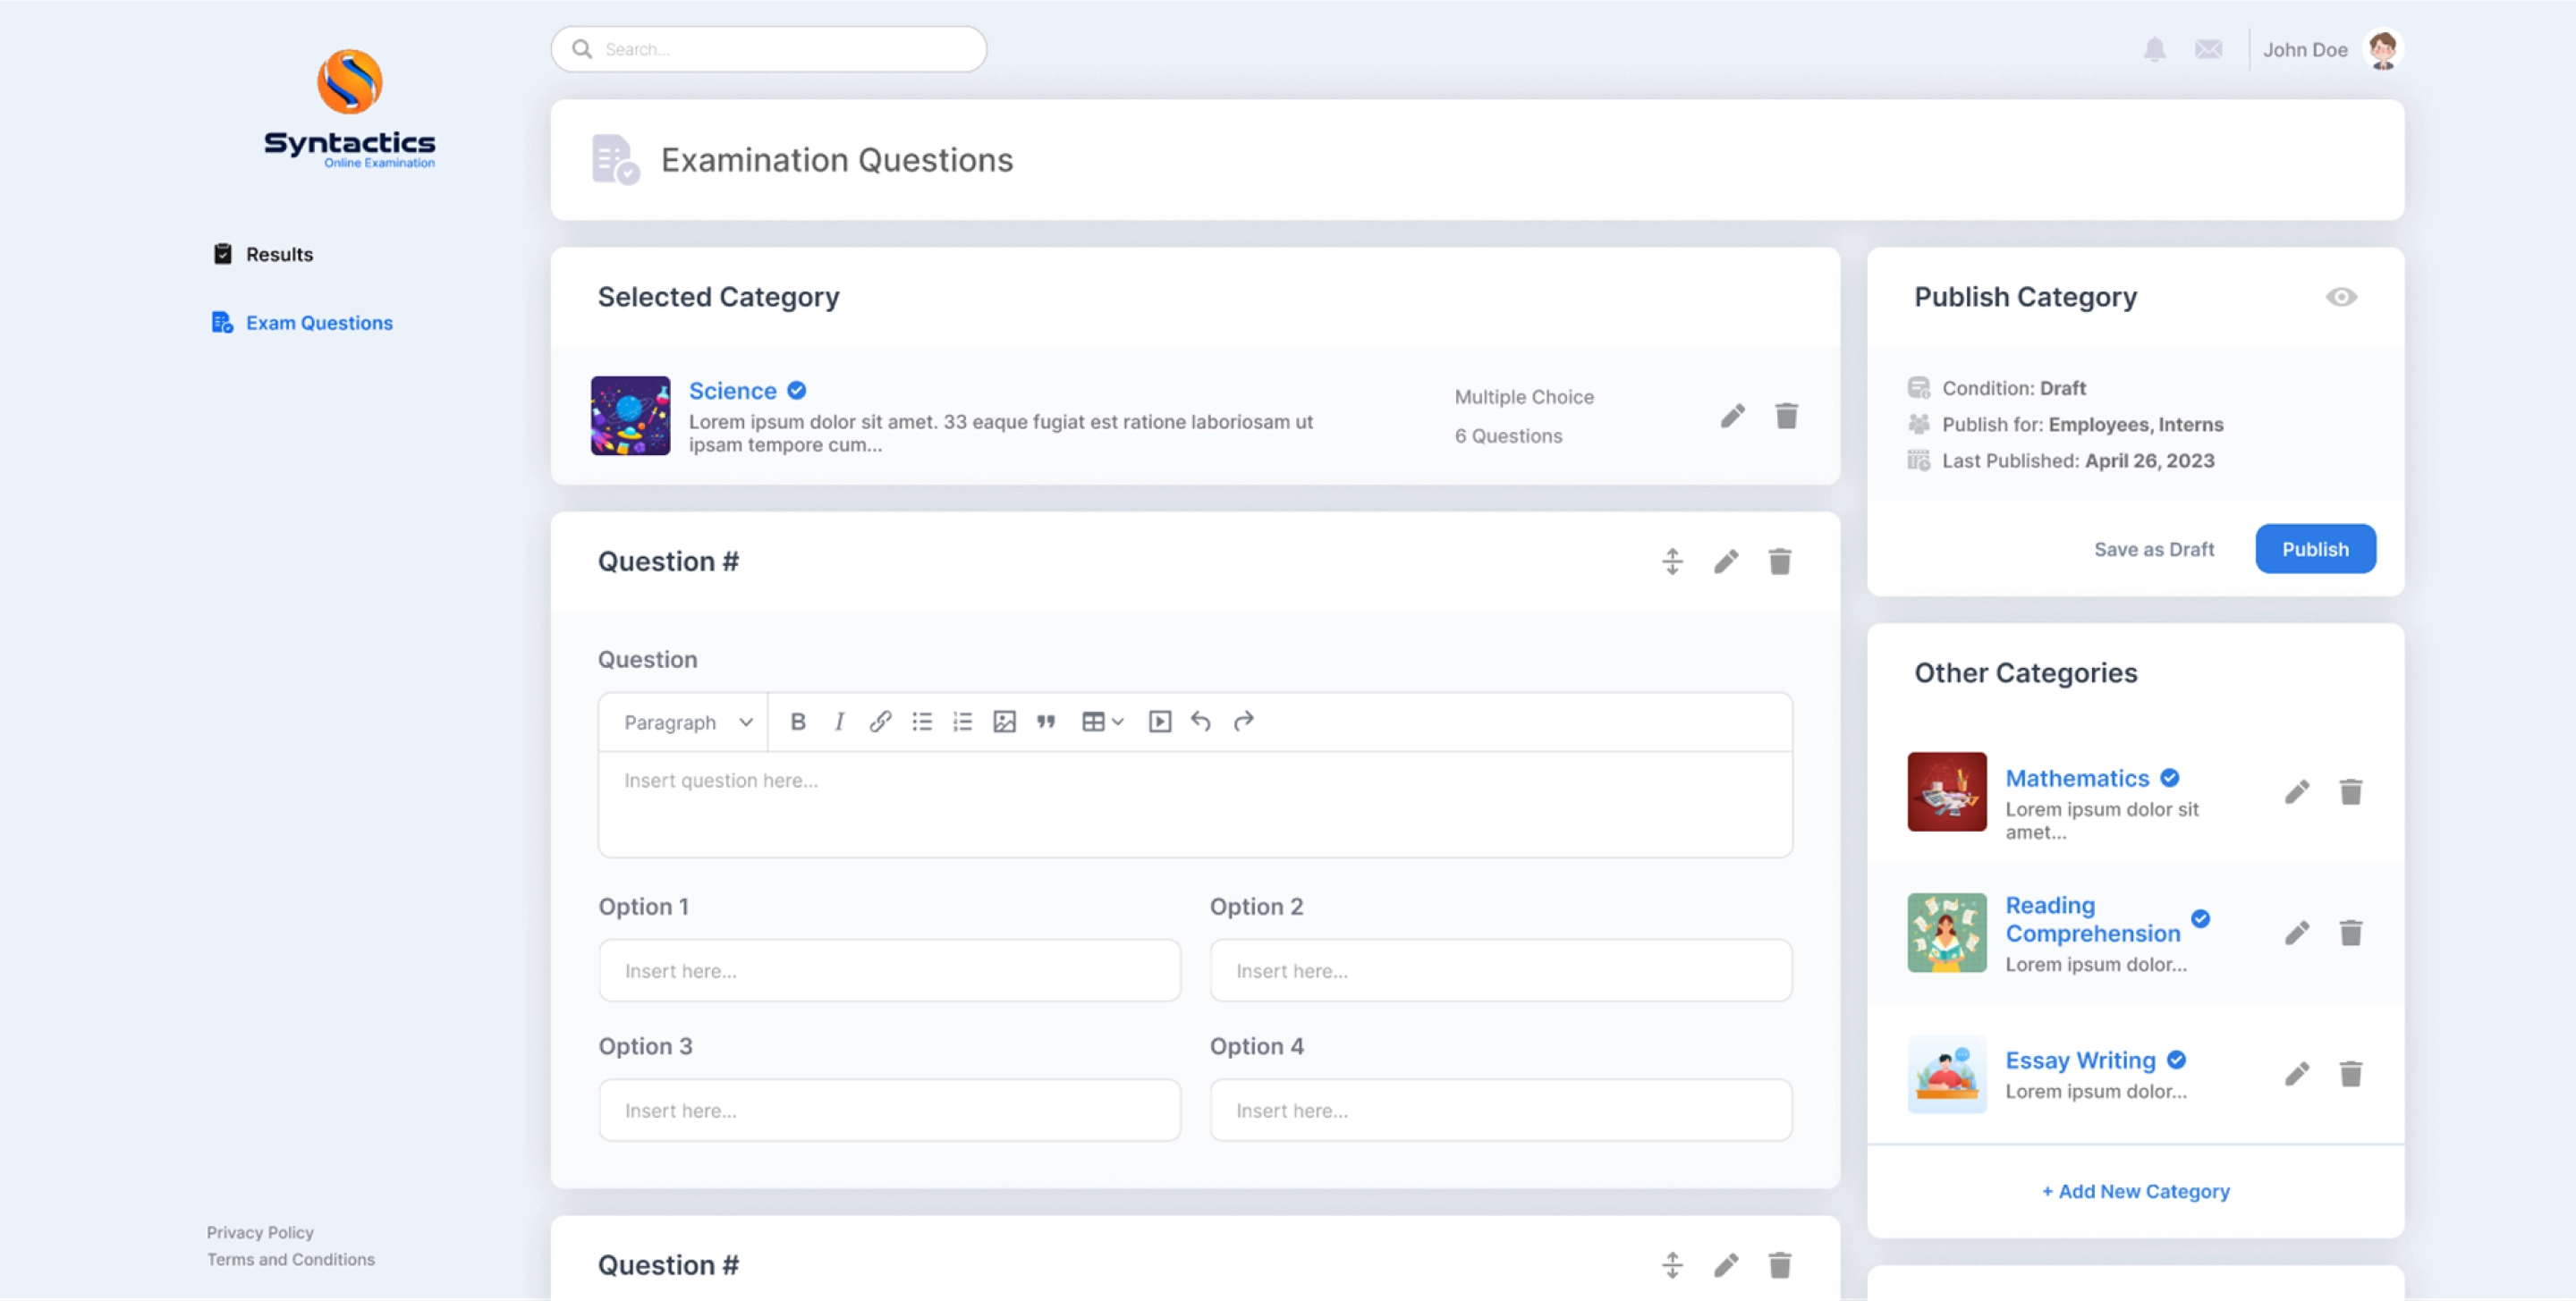 Search...
John Doe
Syntactics
Online Examination
Results
Exam Questions
Privacy Policy
Terms and Conditions
Examination Questions
Selected Category
Science
Lorem ipsum dolor sit amet. 33 eaque fugiat est ratione laboriosam ut
ipsam tempore cum...
Multiple Choice
6 Questions
Question #
Question
Paragraph
B I
Insert question here...
Option 1
Insert here...
Option 2
Insert here...
Option 3
Insert here...
Option 4
Insert here...
Question #
Publish Category
Condition: Draft
Publish for: Employees, Interns
Last Published: April 26, 2023
Save as Draft
Publish
Other Categories
Mathematics
Lorem ipsum dolor sit
amet...
Reading
Comprehension
Lorem ipsum dolor...
Essay Writing
Lorem ipsum dolor...
+ Add New Category